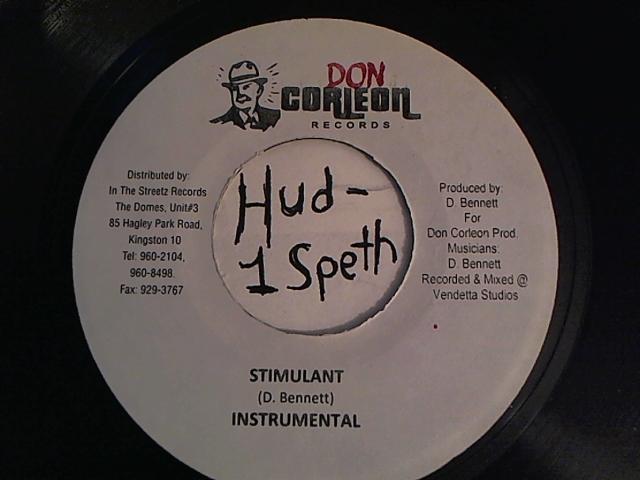 DON
CORLEON
RECORDS
Distributed by:
In The Streetz Records
The Domes, Unit#3
85 Hagley Park Road,
Kingston 10
Tel: 960-2104,
960-8498.
Fax: 929-3767
Hud-
1 Speth
Produced by:
D. Bennett
For
Don Corleon Prod.
Musicians:
D. Bennett
Recorded & Mixed @
Vendetta Studios
STIMULANT
(D. Bennett)
INSTRUMENTAL